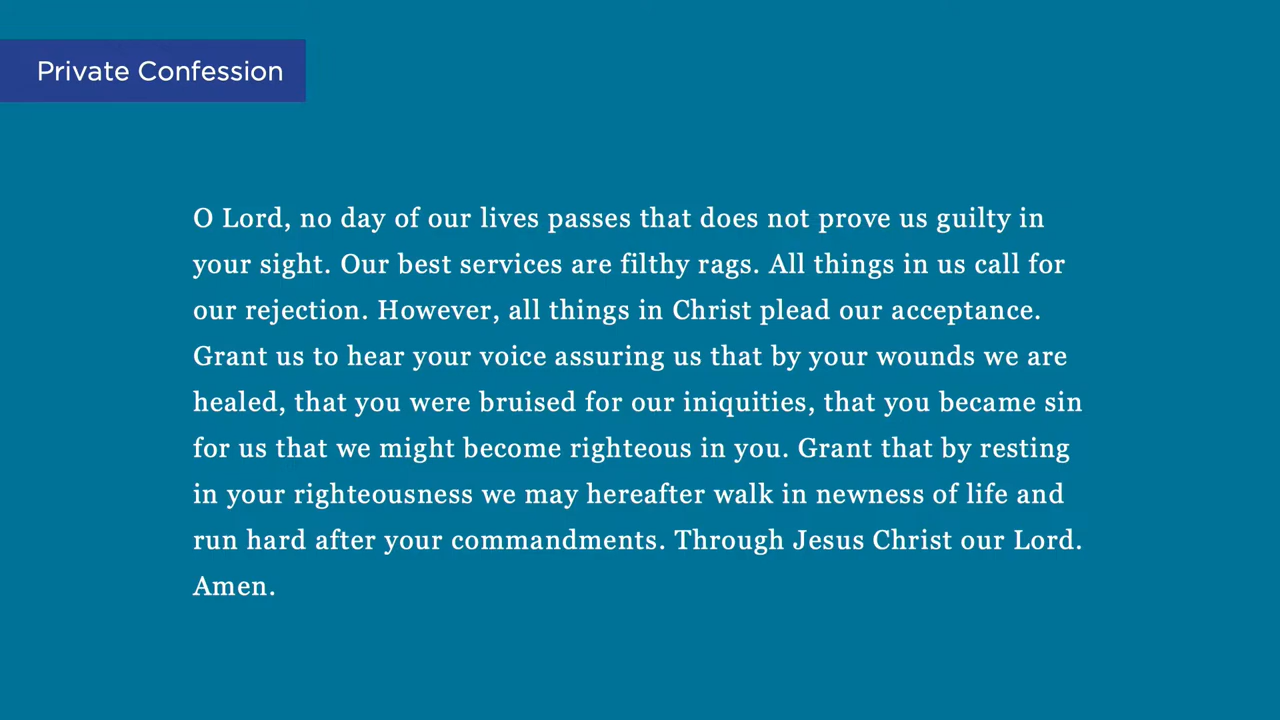 Private Confession
O Lord, no day of our lives passes that does not prove us guilty in
your sight. Our best services are filthy rags. All things in us call for
our rejection. However, all things in Christ plead our acceptance.
Grant us to hear your voice assuring us that by your wounds we are
healed, that you were bruised for our iniquities, that you became sin
for us that we might become righteous in you. Grant that by resting
in your righteousness we may hereafter walk in newness of life and
run hard after your commandments. Through Jesus Christ our Lord.
Amen.